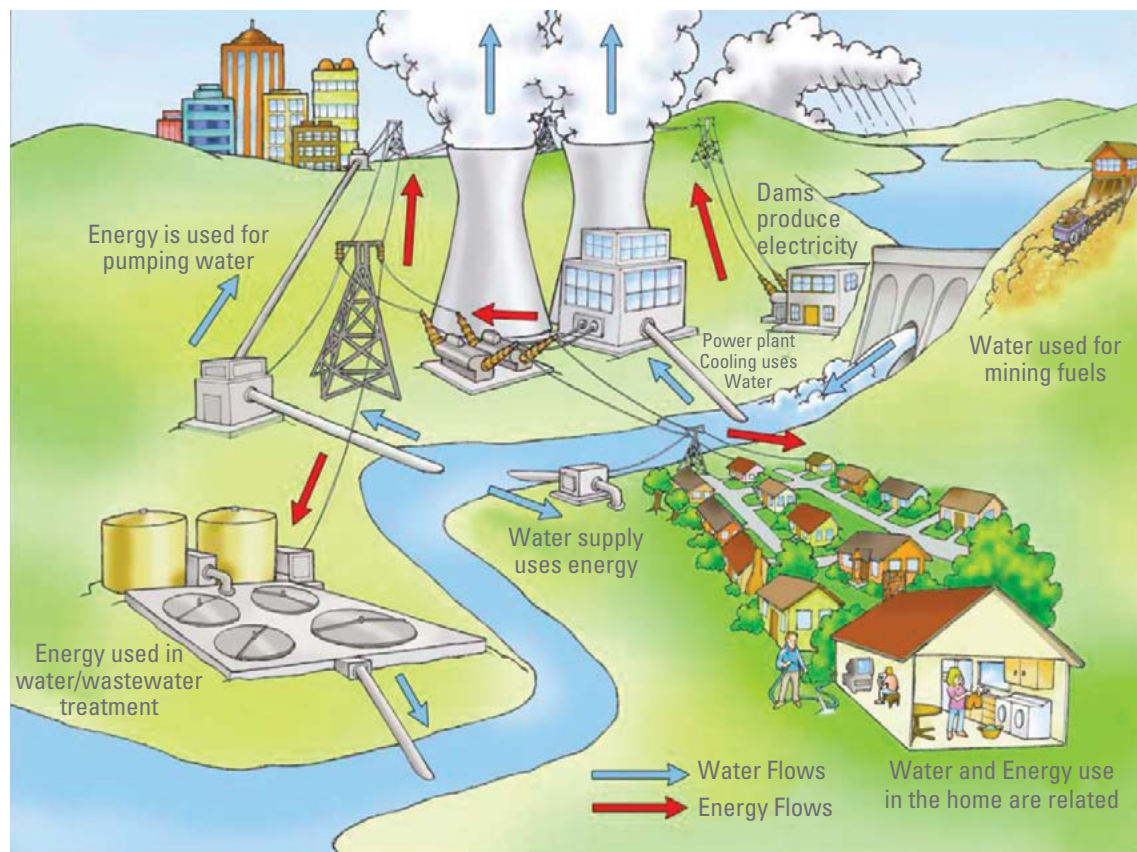 Dams
produce
electricity
Energy is used for
pumping water
Power plant
Cooling uses
Water
Water used for
mining fuels
Water supply
uses energy
Energy used in
water/wastewater
treatment
Water Flows
Energy Flows
Water and Energy use
in the home are related